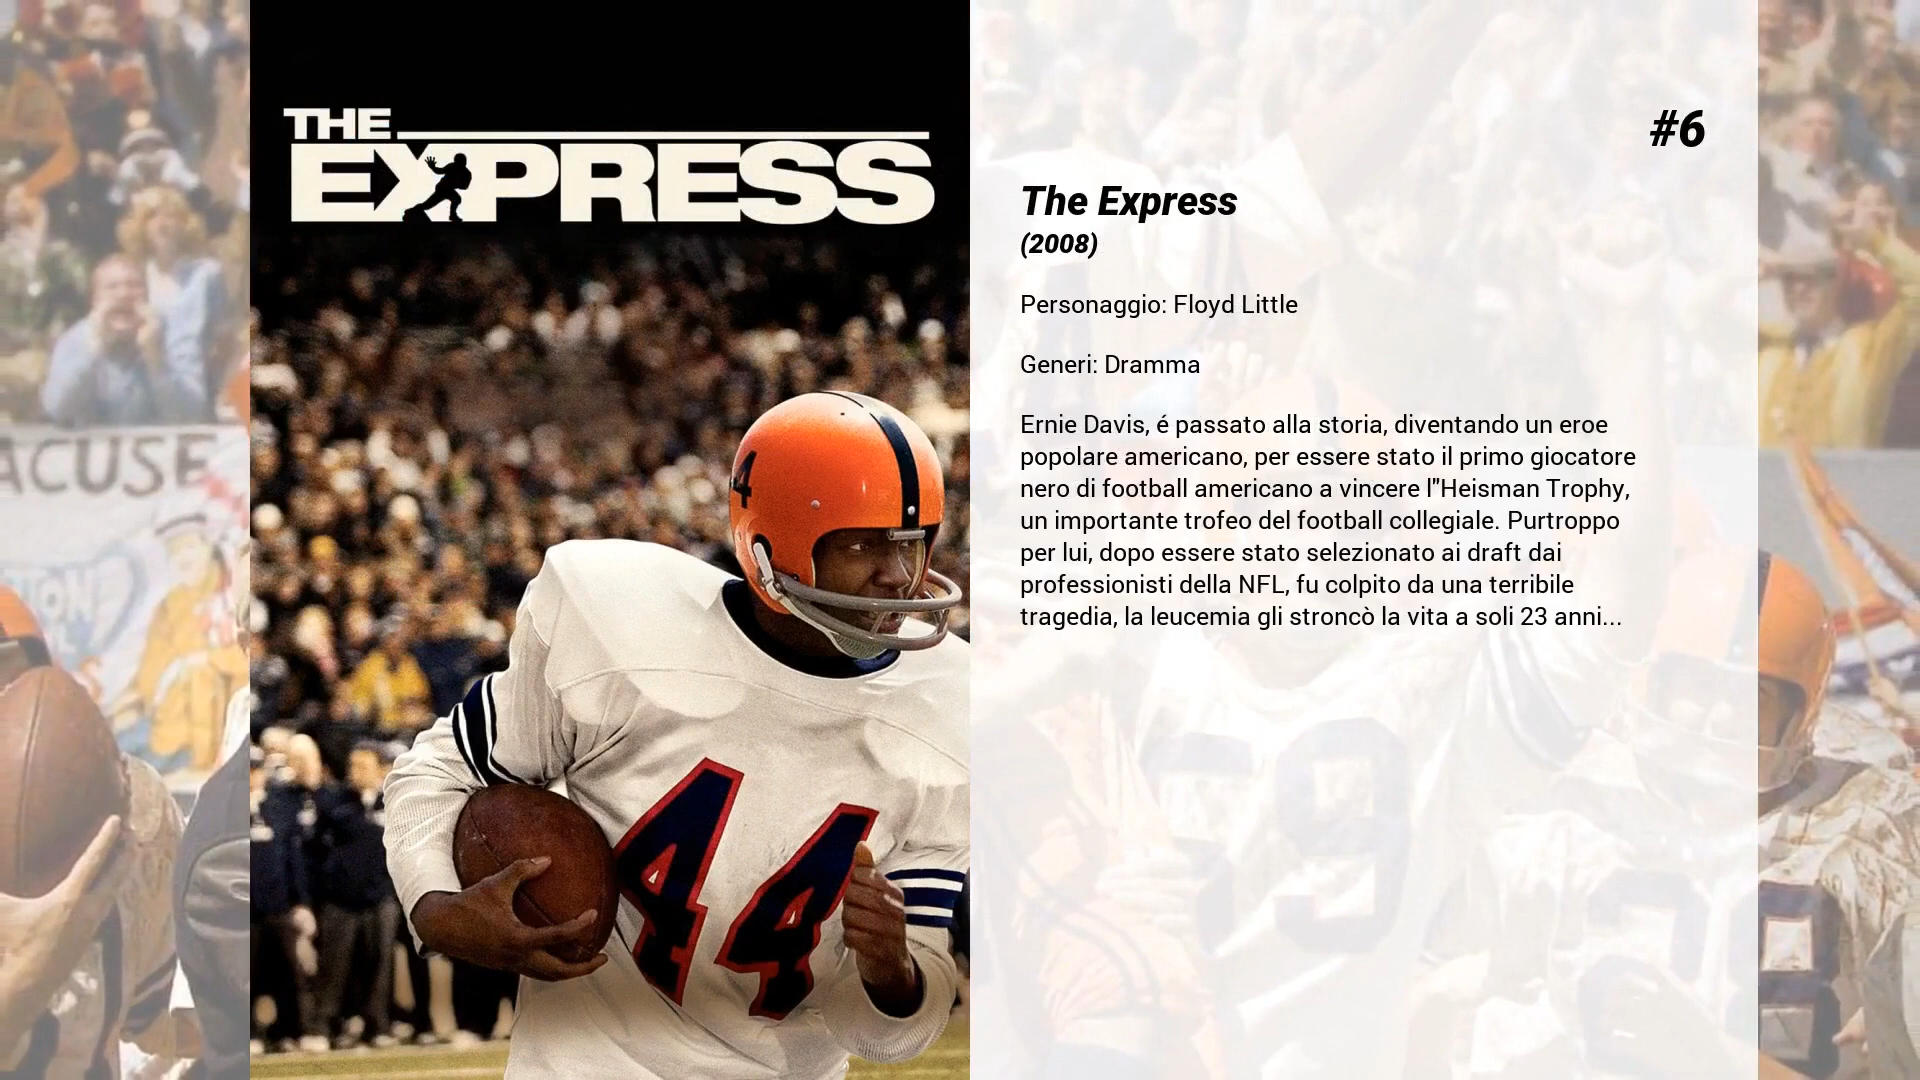 THE
EXPRESS
4
44
ACUSE
#6
The Express
(2008)
Personaggio: Floyd Little
Generi: Dramma
Ernie Davis, é passato alla storia, diventando un eroe
popolare americano, per essere stato il primo giocatore
nero di football americano a vincere l"Heisman Trophy,
un importante trofeo del football collegiale. Purtroppo
per lui, dopo essere stato selezionato ai draft dai
professionisti della NFL, fu colpito da una terribile
tragedia, la leucemia gli stroncò la vita a soli 23 anni...